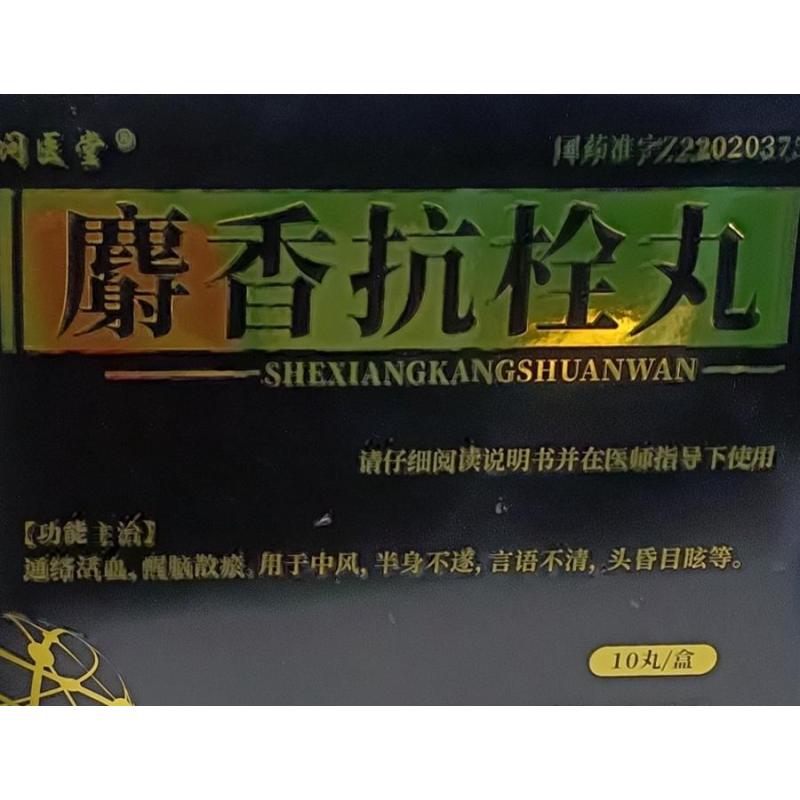 问医堂®
国药准字Z2202037
麝香抗栓丸
SHEXIANGKANGSHUANWAN
请仔细阅读说明书并在医师指导下使用
【功能主治】
通络活血,醒脑散瘀。用于中风,半身不遂,言语不清,头昏目眩等。
10丸/盒